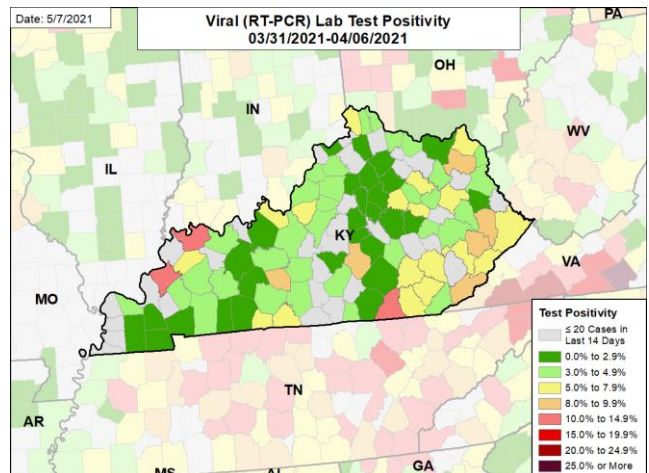 Date: 5/7/2021
Viral (RT-PCR) Lab Test Positivity
03/31/2021-04/06/2021
PA
OH
IN
WV
IL
KY
VA
MO
TN
AR
MS
AL
GA
Test Positivity
≤ 20 Cases in
Last 14 Days
0.0% to 2.9%
3.0% to 4.9%
5.0% to 7.9%
8.0% to 9.9%
10.0% to 14.9%
15.0% to 19.9%
20.0% to 24.9%
25.0% or More